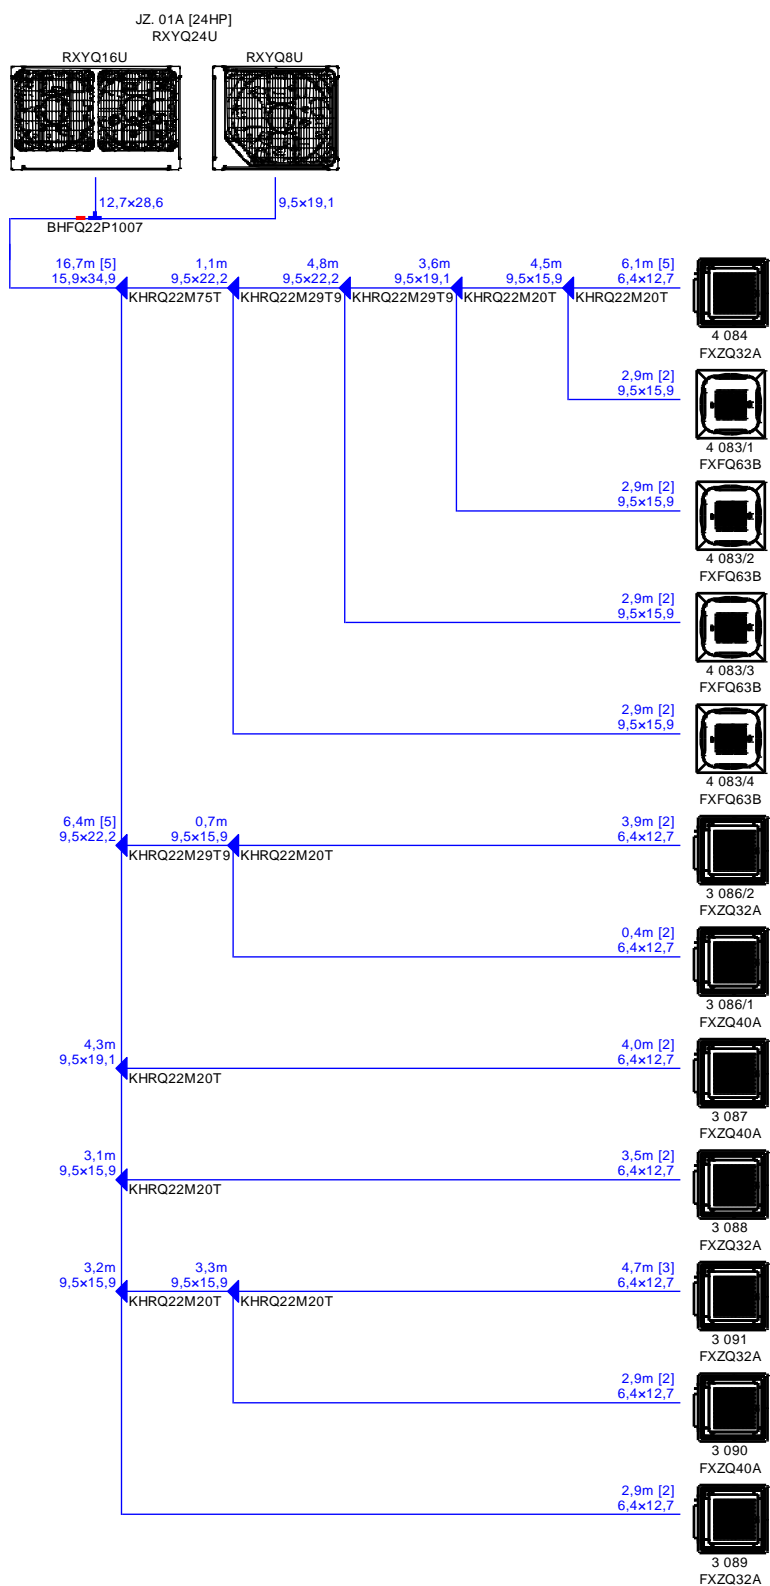 JZ. 01A [24HP]
RXYQ24U
RXYQ16U
RXYQ8U
12,7×28,6
9,5×19,1
BHFQ22P1007
16,7m [5]
15,9×34,9
KHRQ22M75T
1,1m
9,5×22,2
KHRQ22M29T9
4,8m
9,5×22,2
KHRQ22M29T9
3,6m
9,5×19,1
KHRQ22M20T
4,5m
9,5×15,9
KHRQ22M20T
6,1m [5]
6,4×12,7
4 084
FXZQ32A
2,9m [2]
9,5×15,9
4 083/1
FXFQ63B
2,9m [2]
9,5×15,9
4 083/2
FXFQ63B
2,9m [2]
9,5×15,9
4 083/3
FXFQ63B
2,9m [2]
9,5×15,9
4 083/4
FXFQ63B
6,4m [5]
9,5×22,2
KHRQ22M29T9
0,7m
9,5×15,9
KHRQ22M20T
3,9m [2]
6,4×12,7
3 086/2
FXZQ32A
0,4m [2]
6,4×12,7
3 086/1
FXZQ40A
4,3m
9,5×19,1
KHRQ22M20T
4,0m [2]
6,4×12,7
3 087
FXZQ40A
3,1m
9,5×15,9
KHRQ22M20T
3,5m [2]
6,4×12,7
3 088
FXZQ32A
3,2m
9,5×15,9
KHRQ22M20T
3,3m
9,5×15,9
KHRQ22M20T
4,7m [3]
6,4×12,7
3 091
FXZQ32A
2,9m [2]
6,4×12,7
3 090
FXZQ40A
2,9m [2]
6,4×12,7
3 089
FXZQ32A